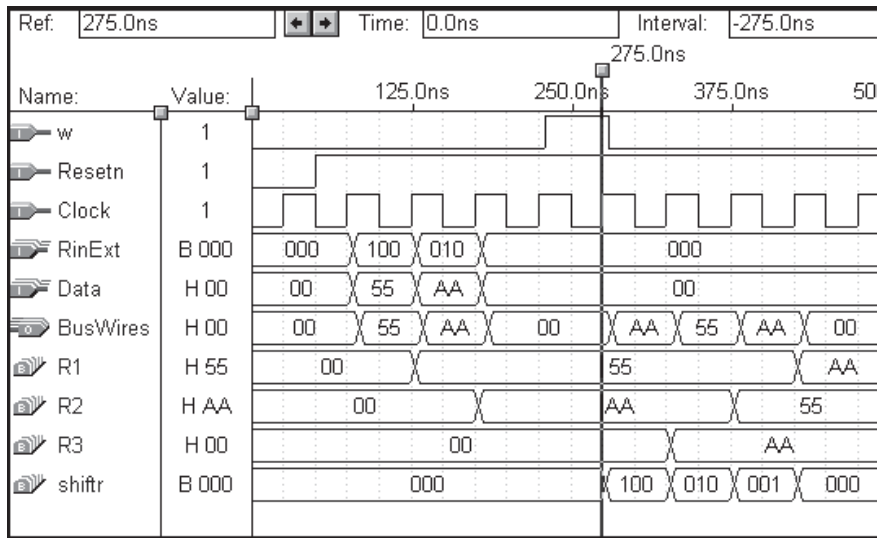 Ref: 275.0ns Time: 0.0ns Interval: -275.0ns
275.0ns
Name: Value: 125.0ns 250.0ns 375.0ns 50
w 1
Resetn 1
Clock 1
RinExt B 000 000 100 010 000
Data H 00 00 55 AA 00
BusWires H 00 00 55 AA 00 AA 55 AA 00
R1 H 55 00 55 AA
R2 H AA 00 AA 55
R3 H 00 00 AA
shiftr B 000 000 100 010 001 000